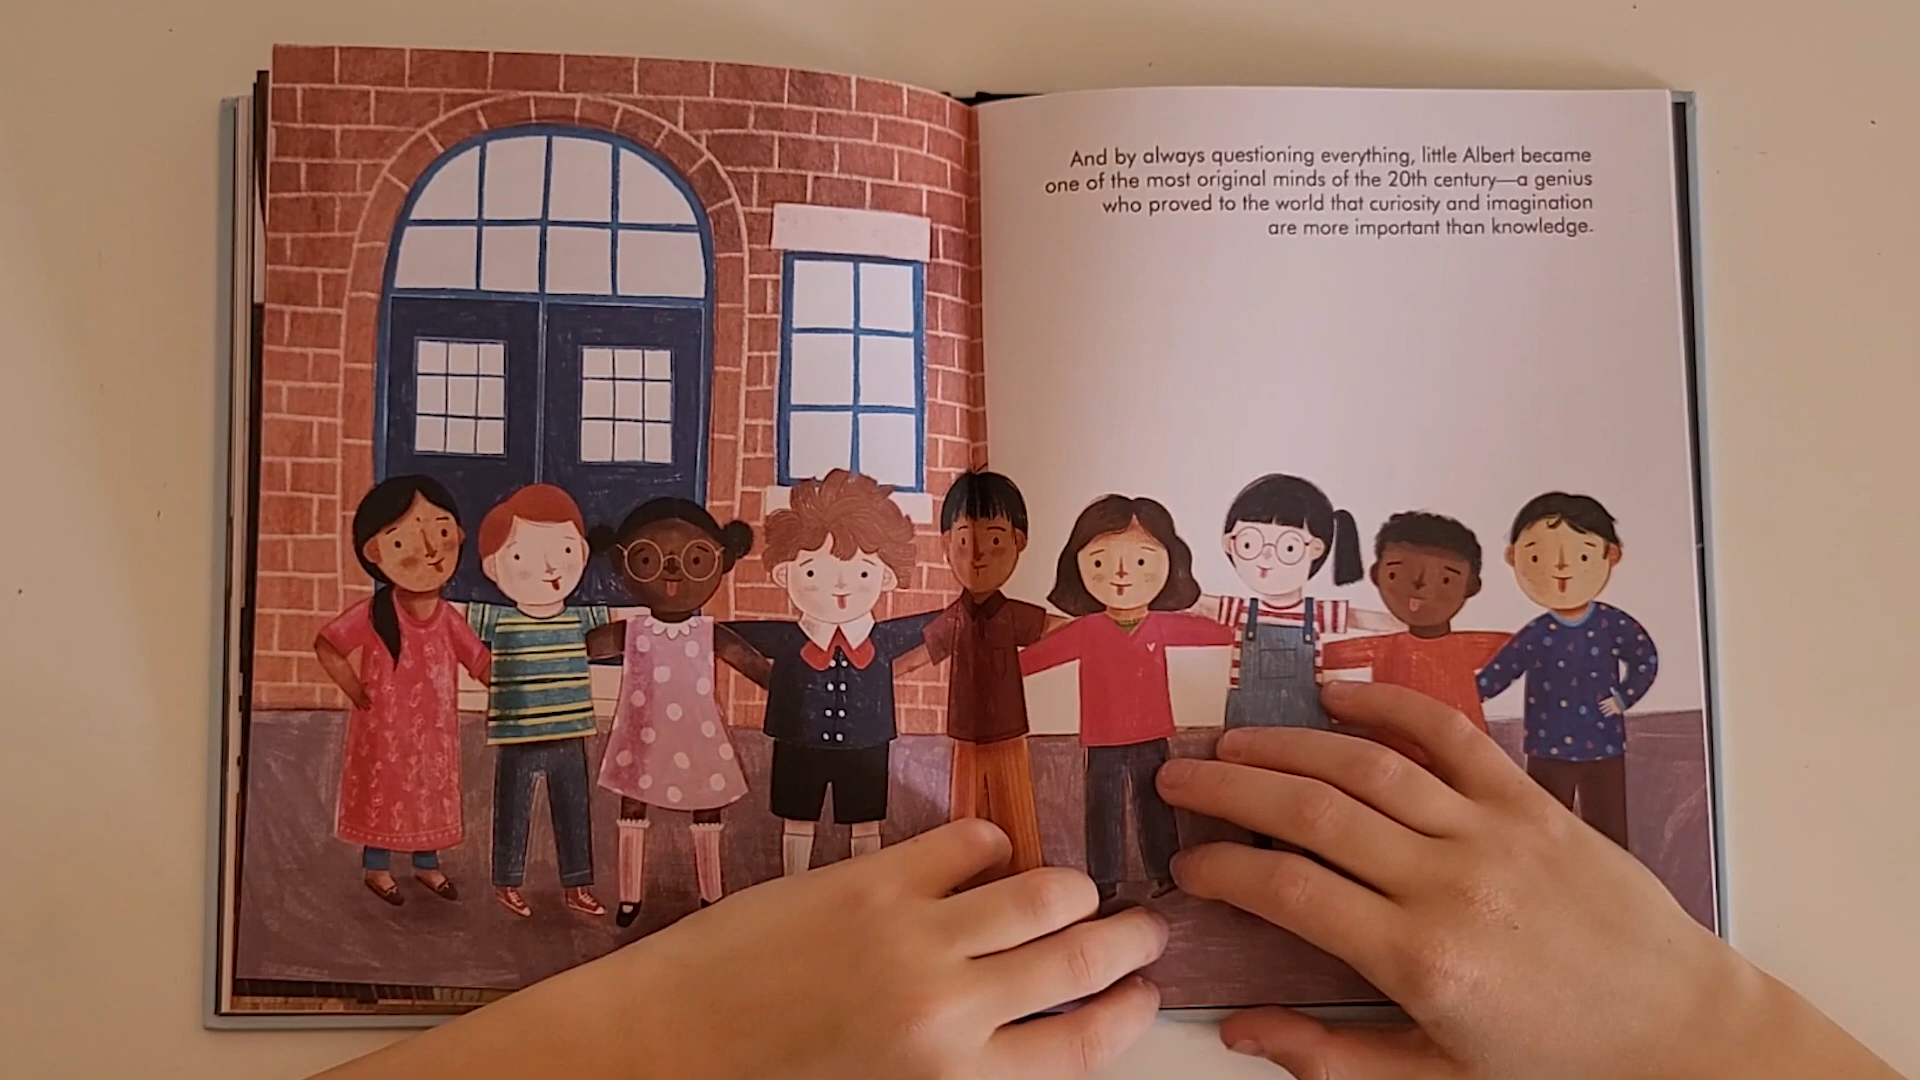 And by always questioning everything, little Albert became
one of the most original minds of the 20th century—a genius
who proved to the world that curiosity and imagination
are more important than knowledge.